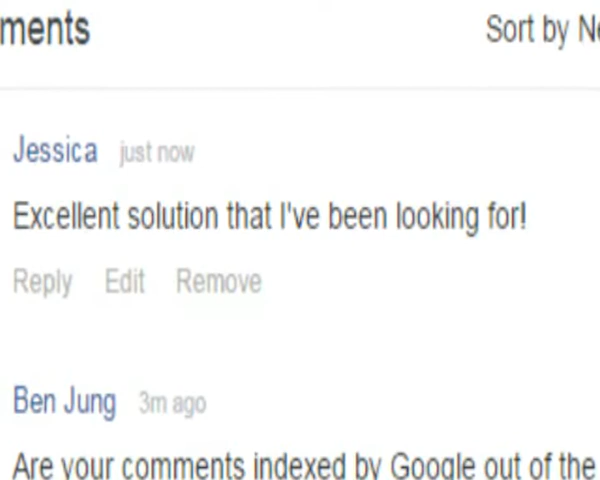 ments Sort by Ne
Jessica just now
Excellent solution that I've been looking for!
Reply Edit Remove
Ben Jung 3m ago
Are your comments indexed by Google out of the